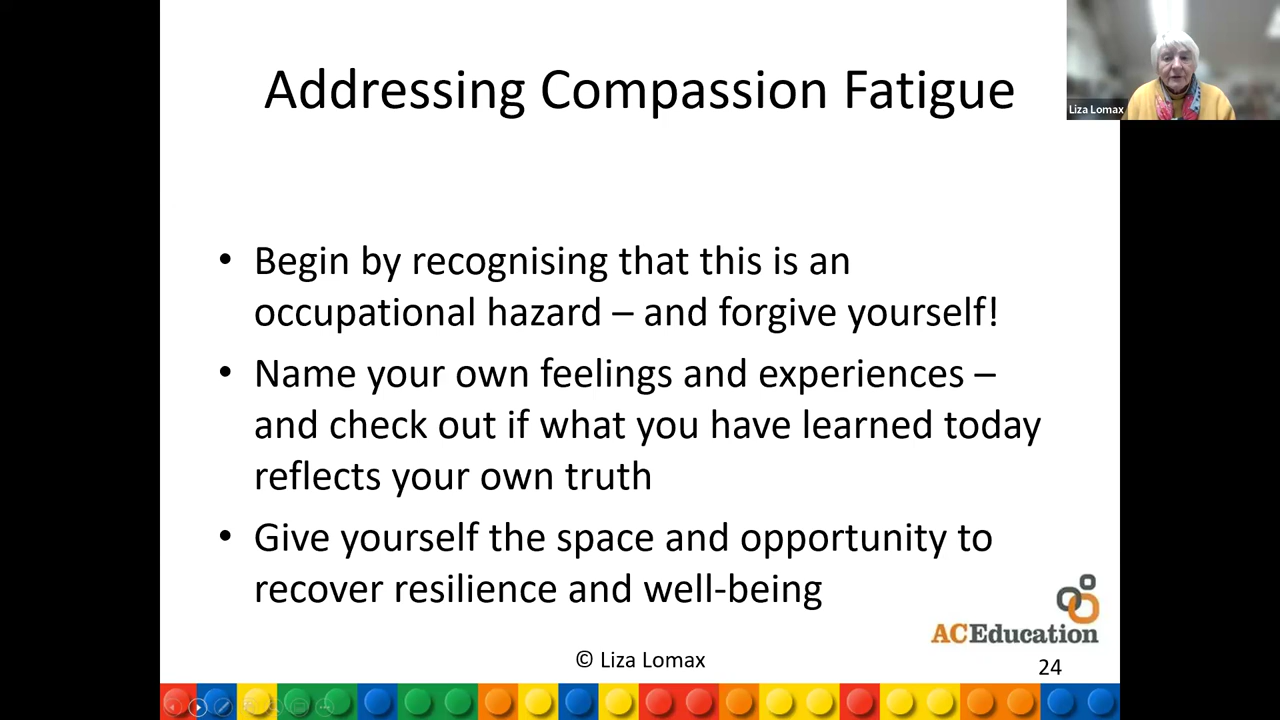 Addressing Compassion Fatigue
Liza Lomax
• Begin by recognising that this is an
occupational hazard – and forgive yourself!
• Name your own feelings and experiences –
and check out if what you have learned today
reflects your own truth
• Give yourself the space and opportunity to
recover resilience and well-being
ACEducation
© Liza Lomax
24